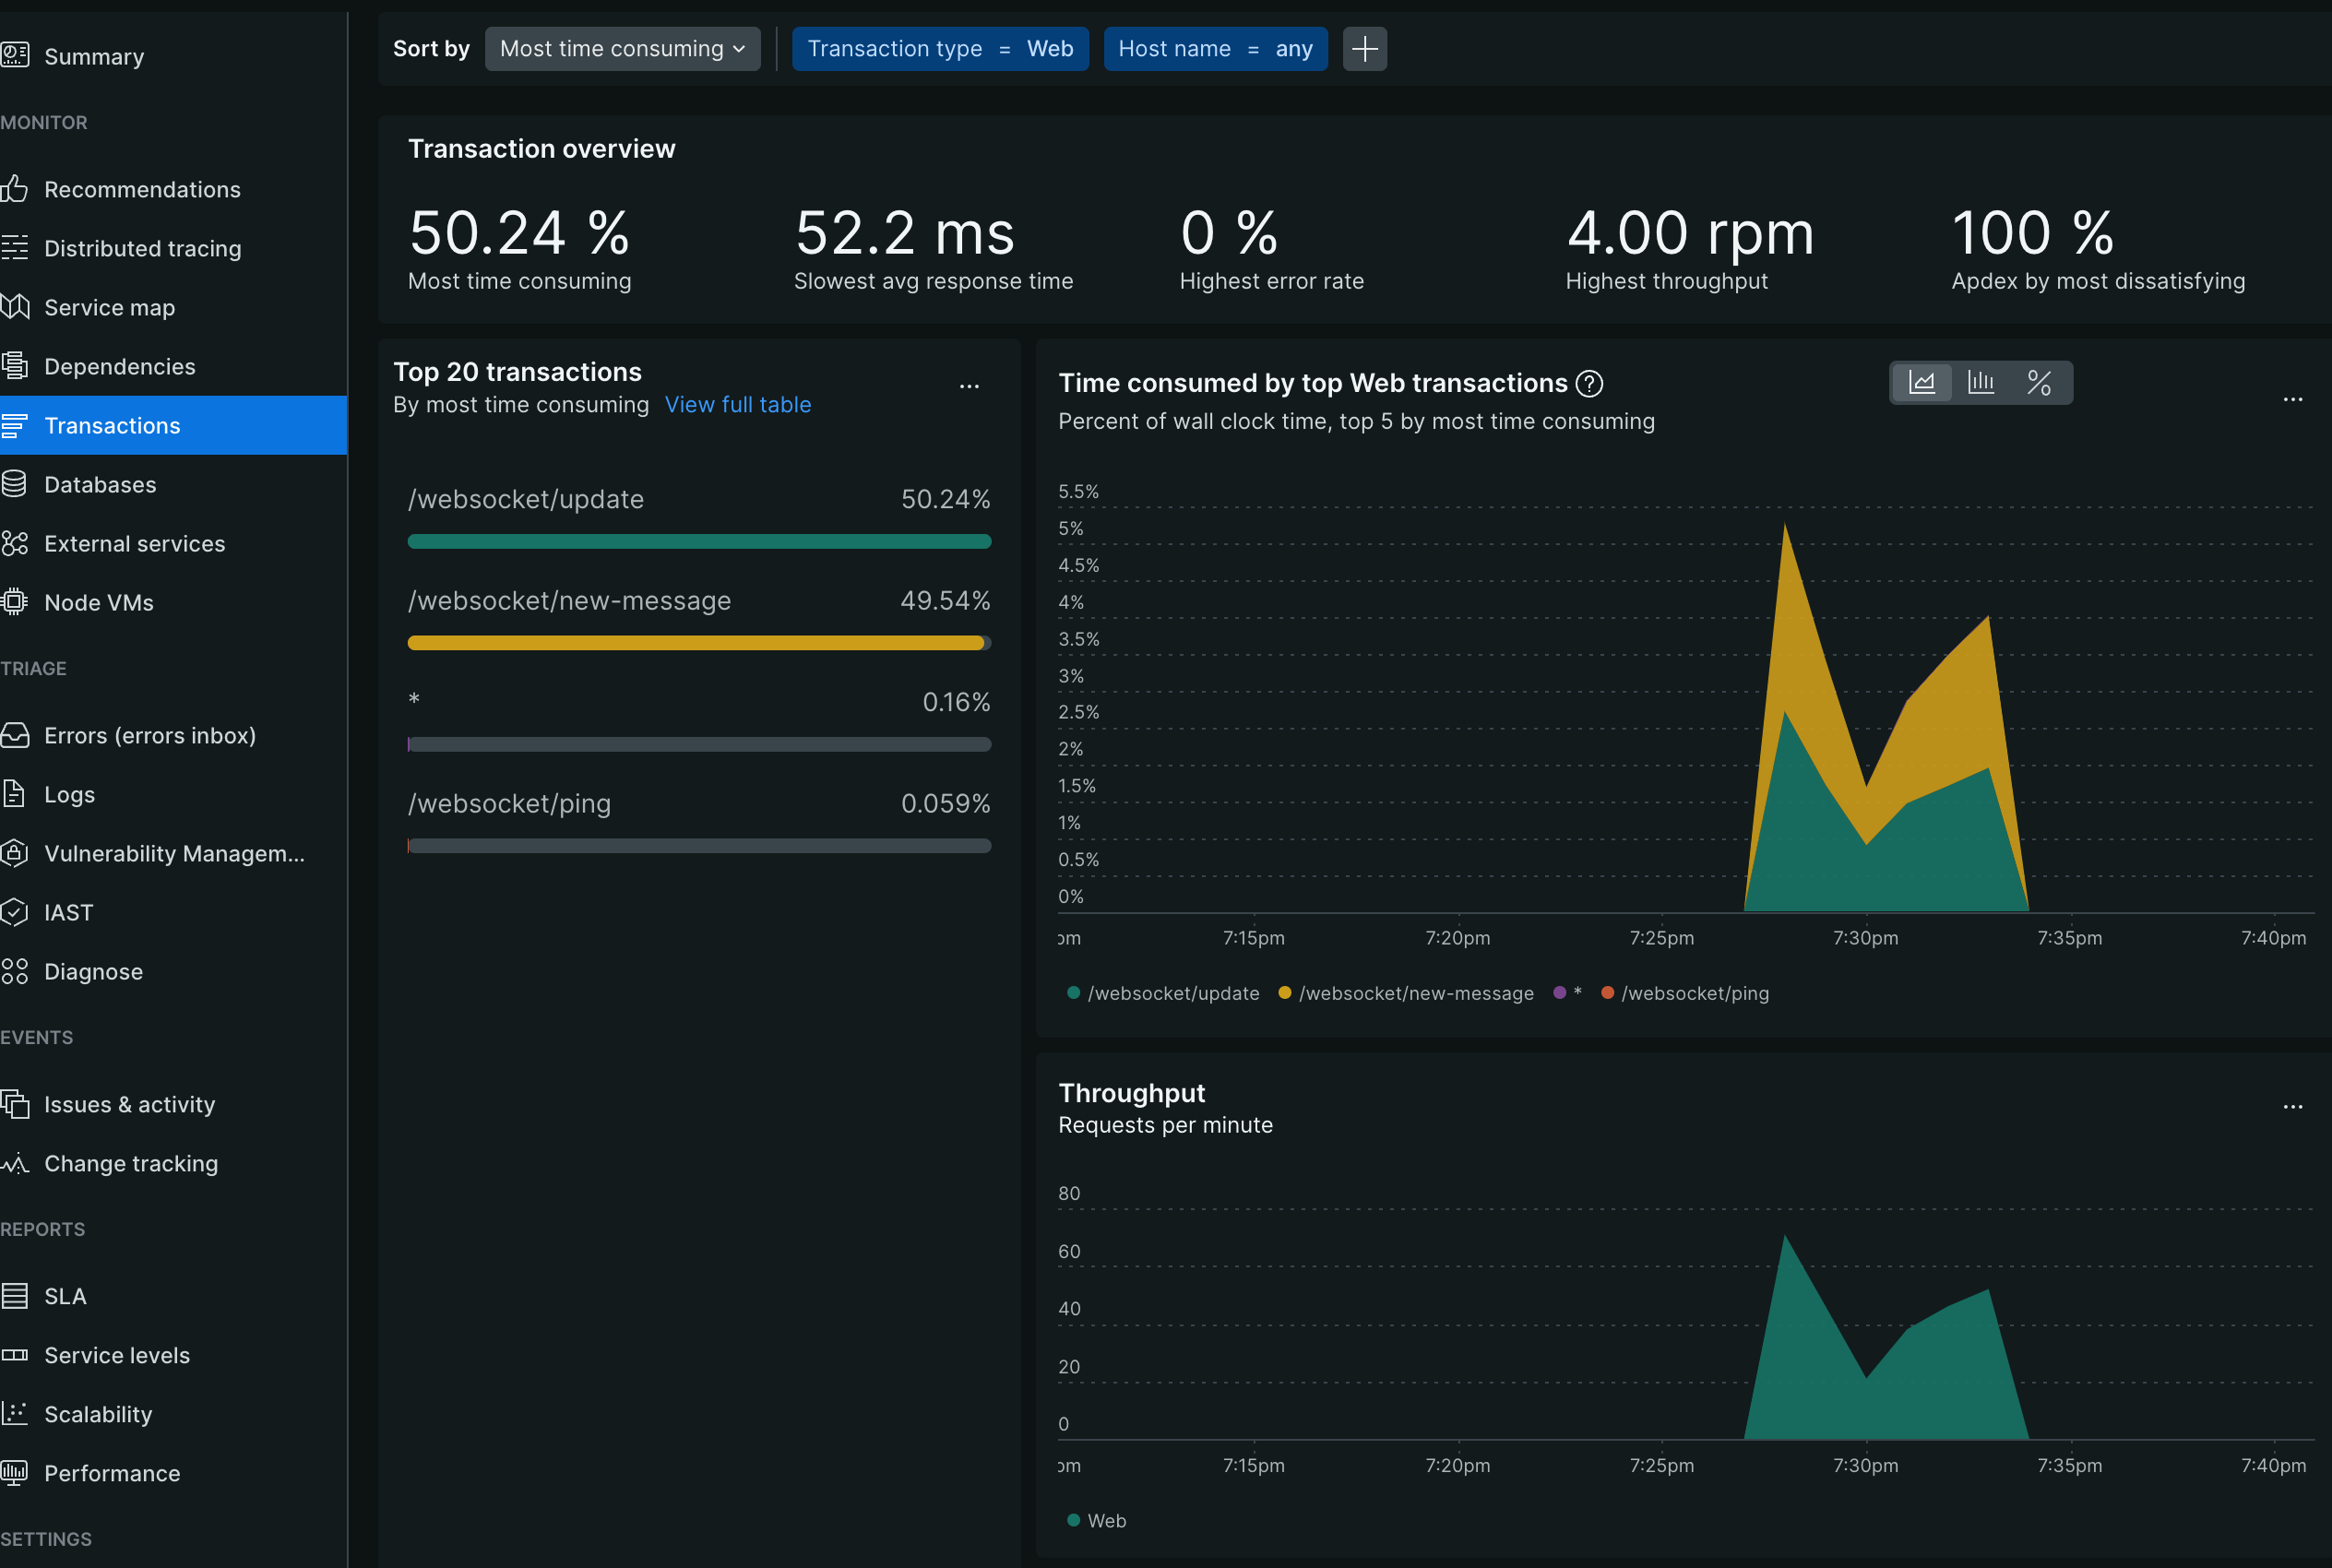 Summary
MONITOR
Recommendations
Distributed tracing
Service map
Dependencies
Transactions
Databases
External services
Node VMs
TRIAGE
Errors (errors inbox)
Logs
Vulnerability Managem...
IAST
Diagnose
EVENTS
Issues & activity
Change tracking
REPORTS
SLA
Service levels
Scalability
Performance
SETTINGS
Sort by Most time consuming Transaction type = Web Host name = any
Transaction overview
50.24 % 52.2 ms 0 % 4.00 rpm 100 %
Most time consuming Slowest avg response time Highest error rate Highest throughput Apdex by most dissatisfying
Top 20 transactions
By most time consuming View full table
/websocket/update 50.24%
/websocket/new-message 49.54%
* 0.16%
/websocket/ping 0.059%
Time consumed by top Web transactions ?
Percent of wall clock time, top 5 by most time consuming
5.5%
5%
4.5%
4%
3.5%
3%
2.5%
2%
1.5%
1%
0.5%
0%
pm 7:15pm 7:20pm 7:25pm 7:30pm 7:35pm 7:40pm
/websocket/update /websocket/new-message * /websocket/ping
Throughput
Requests per minute
80
60
40
20
0
pm 7:15pm 7:20pm 7:25pm 7:30pm 7:35pm 7:40pm
Web